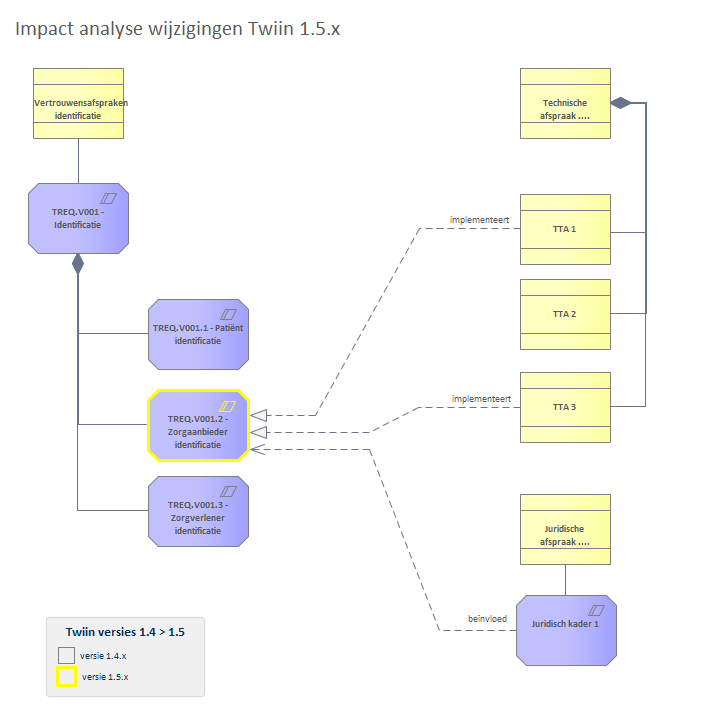 Impact analyse wijzigingen Twiin 1.5.x
Vertrouwensafspraken
identificatie
TREQ.V001 -
Identificatie
TREQ.V001.1 - Patiënt
identificatie
TREQ.V001.2 -
Zorgaanbieder
identificatie
TREQ.V001.3 -
Zorgverlener
identificatie
Technische
afspraak ....
implementeert
TTA 1
TTA 2
implementeert
TTA 3
Juridische
afspraak ....
beïnvloed
Juridisch kader 1
Twiin versies 1.4 > 1.5
versie 1.4.x
versie 1.5.x